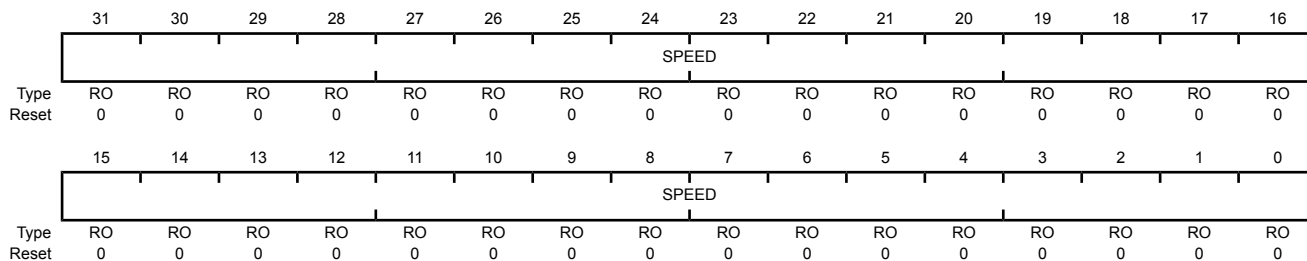 31 30 29 28 27 26 25 24 23 22 21 20 19 18 17 16
SPEED
Type RO RO RO RO RO RO RO RO RO RO RO RO RO RO RO RO
Reset 0 0 0 0 0 0 0 0 0 0 0 0 0 0 0 0
15 14 13 12 11 10 9 8 7 6 5 4 3 2 1 0
SPEED
Type RO RO RO RO RO RO RO RO RO RO RO RO RO RO RO RO
Reset 0 0 0 0 0 0 0 0 0 0 0 0 0 0 0 0